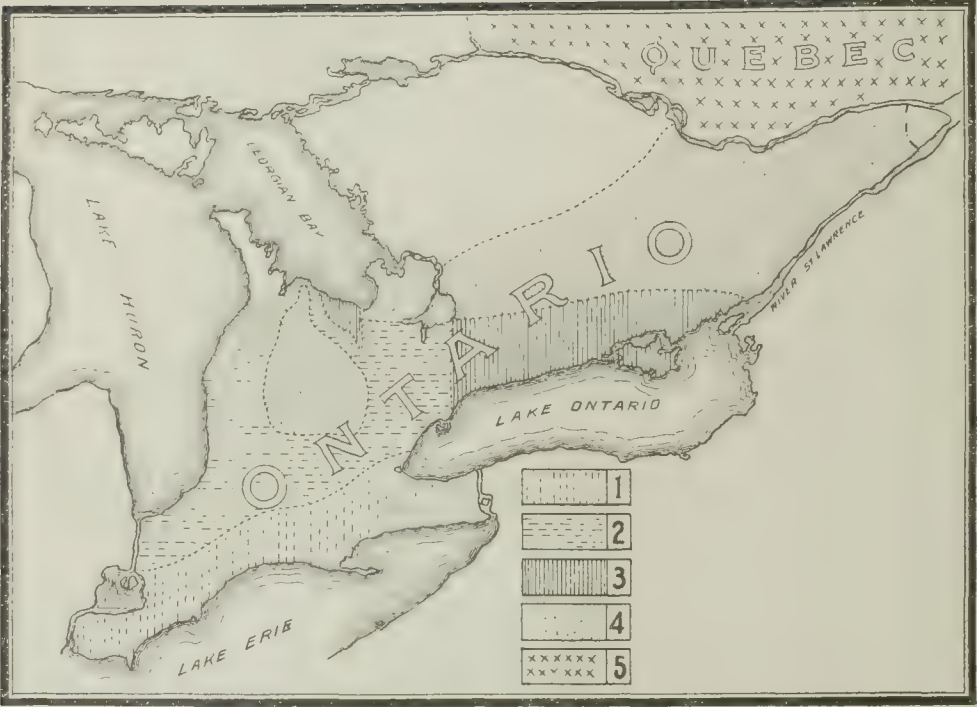 QUEBEC
GEORGIAN BAY
LAKE HURON
ONTARIO
RIVER ST. LAWRENCE
LAKE ONTARIO
LAKE ERIE
1
2
3
4
5